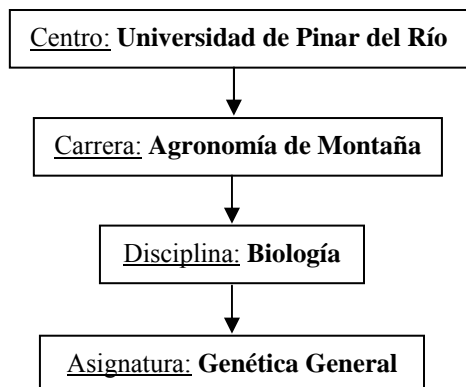 Centro: Universidad de Pinar del Río
Carrera: Agronomía de Montaña
Disciplina: Biología
Asignatura: Genética General